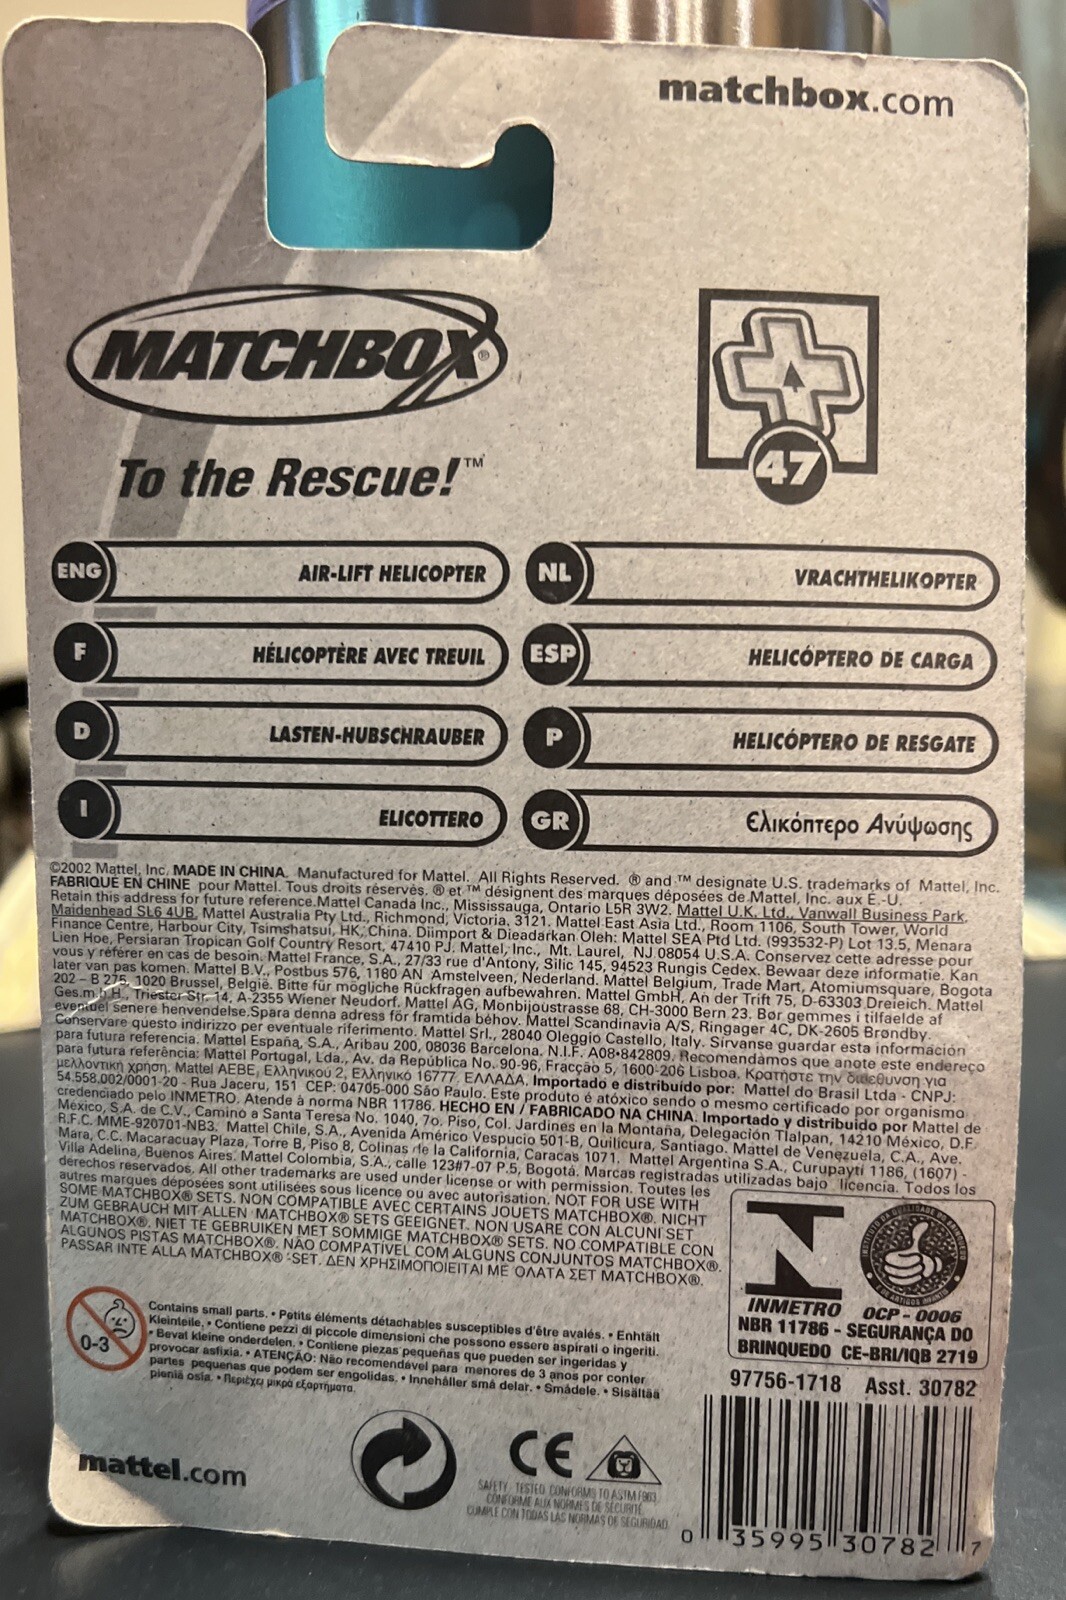 matchbox.com
MATCHBOX®
To the Rescue!™
47
ENG AIR-LIFT HELICOPTER
NL VRACHTHELIKOPTER
F HÉLICOPTÈRE AVEC TREUIL
ESP HELICÓPTERO DE CARGA
D LASTEN-HUBSCHRAUBER
P HELICÓPTERO DE RESGATE
I ELICOTTERO
GR Ελικόπτερο Ανύψωσης
©2002 Mattel, Inc. MADE IN CHINA. Manufactured for Mattel. All Rights Reserved. ® and ™ designate U.S. trademarks of Mattel, Inc.
FABRIQUÉ EN CHINE pour Mattel. Tous droits réservés. ® et ™ désignent des marques déposées de Mattel, Inc. aux É.-U.
Retain this address for future reference. Mattel Canada Inc., Mississauga, Ontario L5R 3W2. Mattel U.K. Ltd., Vanwall Business Park,
Maidenhead SL6 4UB. Mattel Australia Pty Ltd., Richmond, Victoria. 3121. Mattel East Asia Ltd., Room 1106, South Tower, World
Finance Centre, Harbour City, Tsimshatsui, HK, China. Diimport & Diedarkan Oleh: Mattel SEA Ptd Ltd. (993532-P) Lot 13.5, Menara
Lien Hoe, Persiaran Tropican Golf Country Resort, 47410 PJ. Mattel, Inc., Mt. Laurel, NJ 08054 U.S.A. Conservez cette adresse pour
vous y référer en cas de besoin. Mattel France, S.A., 27/33 rue d'Antony, Silic 145, 94523 Rungis Cedex. Bewaar deze informatie. Kan
later van pas komen. Mattel B.V., Postbus 576, 1180 AN Amstelveen, Nederland. Mattel Belgium, Trade Mart, Atomiumsquare, Bogota
202 – B 275, 1020 Brussel, België. Bitte für mögliche Rückfragen aufbewahren. Mattel GmbH, An der Trift 75, D-63303 Dreieich. Mattel
Ges.m.b.H., Triester Str. 14, A-2355 Wiener Neudorf. Mattel AG, Monbijoustrasse 68, CH-3000 Bern 23. Bør gemmes i tilfælde af
eventuel senere henvendelse. Spara denna adress för framtida behov. Mattel Scandinavia A/S, Ringager 4C, DK-2605 Brøndby.
Conservare questo indirizzo per eventuale riferimento. Mattel Srl., 28040 Oleggio Castello, Italy. Sírvanse guardar esta información
para futura referencia. Mattel España, S.A., Aribau 200, 08036 Barcelona. N.I.F. A08-842809. Recomendamos que anote este endereço
para futura referência: Mattel Portugal, Lda., Av. da República No. 90-96, Fracção 5, 1600-206 Lisboa. Κρατήστε την διεύθυνση για
μελλοντική χρήση. Mattel AEBE, Ελληνικού 2, Ελληνικό 16777, ΕΛΛΑΔΑ. Importado e distribuído por: Mattel do Brasil Ltda - CNPJ:
54.558.002/0001-20 - Rua Jaceru, 151 CEP: 04705-000 São Paulo. Este produto é atóxico sendo o mesmo certificado por organismo
credenciado pelo INMETRO. Atende à norma NBR 11786. HECHO EN / FABRICADO NA CHINA. Importado y distribuido por Mattel de
México, S.A. de C.V., Camino a Santa Teresa No. 1040, 7o. Piso, Col. Jardines en la Montaña, Delegación Tlalpan, 14210 México, D.F.
R.F.C. MME-920701-NB3. Mattel Chile, S.A., Avenida Américo Vespucio 501-B, Quilicura, Santiago. Mattel de Venezuela, C.A., Ave.
Mara, C.C. Macaracuay Plaza, Torre B, Piso 8, Colinas de la California, Caracas 1071. Mattel Argentina S.A., Curupaytí 1186, (1607) -
Villa Adelina, Buenos Aires. Mattel Colombia, S.A., calle 123#7-07 P.5, Bogotá. Marcas registradas utilizadas bajo licencia. Todos los
derechos reservados. All other trademarks are used under license or with permission. Toutes les
autres marques déposées sont utilisées sous licence ou avec autorisation. NOT FOR USE WITH
SOME MATCHBOX® SETS. NON COMPATIBLE AVEC CERTAINS JOUETS MATCHBOX®. NICHT
ZUM GEBRAUCH MIT ALLEN MATCHBOX® SETS GEEIGNET. NON USARE CON ALCUNI SET
MATCHBOX®. NIET TE GEBRUIKEN MET SOMMIGE MATCHBOX® SETS. NO COMPATIBLE CON
ALGUNOS PISTAS MATCHBOX®. NÃO COMPATÍVEL COM ALGUNS CONJUNTOS MATCHBOX®.
PASSAR INTE ALLA MATCHBOX® -SET. ΔΕΝ ΧΡΗΣΙΜΟΠΟΙΕΙΤΑΙ ΜΕ ΟΛΑΤΑ ΣΕΤ MATCHBOX®.
INMETRO OCP - 0006
NBR 11786 - SEGURANÇA DO
BRINQUEDO CE-BRI/IQB 2719
0-3
Contains small parts. • Petits éléments détachables susceptibles d'être avalés. • Enhält
Kleinteile. • Contiene pezzi di piccole dimensioni che possono essere aspirati o ingeriti.
• Bevat kleine onderdelen. • Contiene piezas pequeñas que pueden ser ingeridas y
provocar asfixia. • ATENÇÃO: Não recomendável para menores de 3 anos por conter
partes pequenas que podem ser engolidas. • Innehåller små delar. • Smådele. • Sisältää
pieniä osia. • Περιέχει μικρά εξαρτήματα.
97756-1718 Asst. 30782
mattel.com
CE
SAFETY TESTED. CONFORMS TO ASTM F963.
CONFORME AUX NORMES DE SÉCURITÉ.
CUMPLE CON TODAS LAS NORMAS DE SEGURIDAD.
0 35995 30782 7